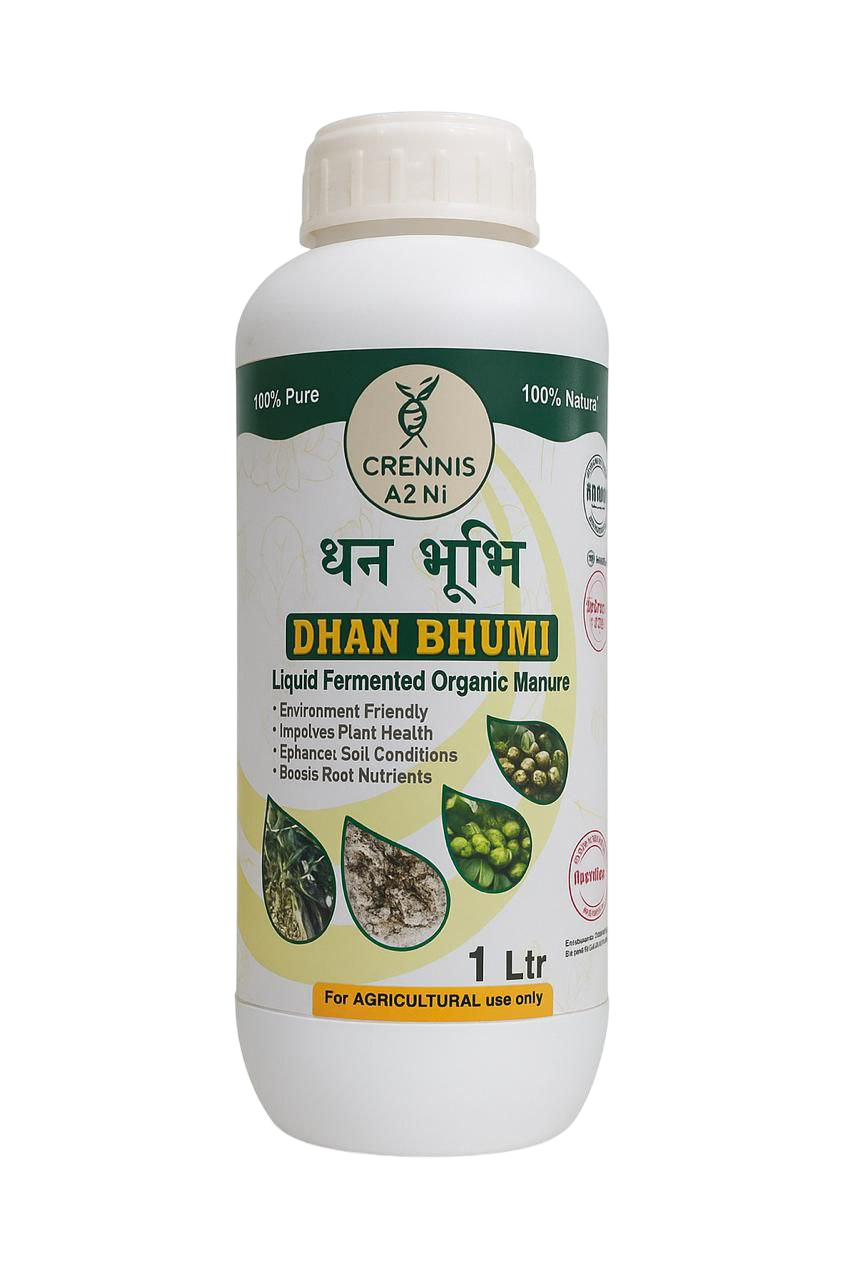 100% Pure
100% Natural
CRENNIS
A2 Ni
धन भूभि
DHAN BHUMI
Liquid Fermented Organic Manure
• Environment Friendly
• Impolves Plant Health
• Ephancet Soil Conditions
• Boosis Root Nutrients
1 Ltr
For AGRICULTURAL use only